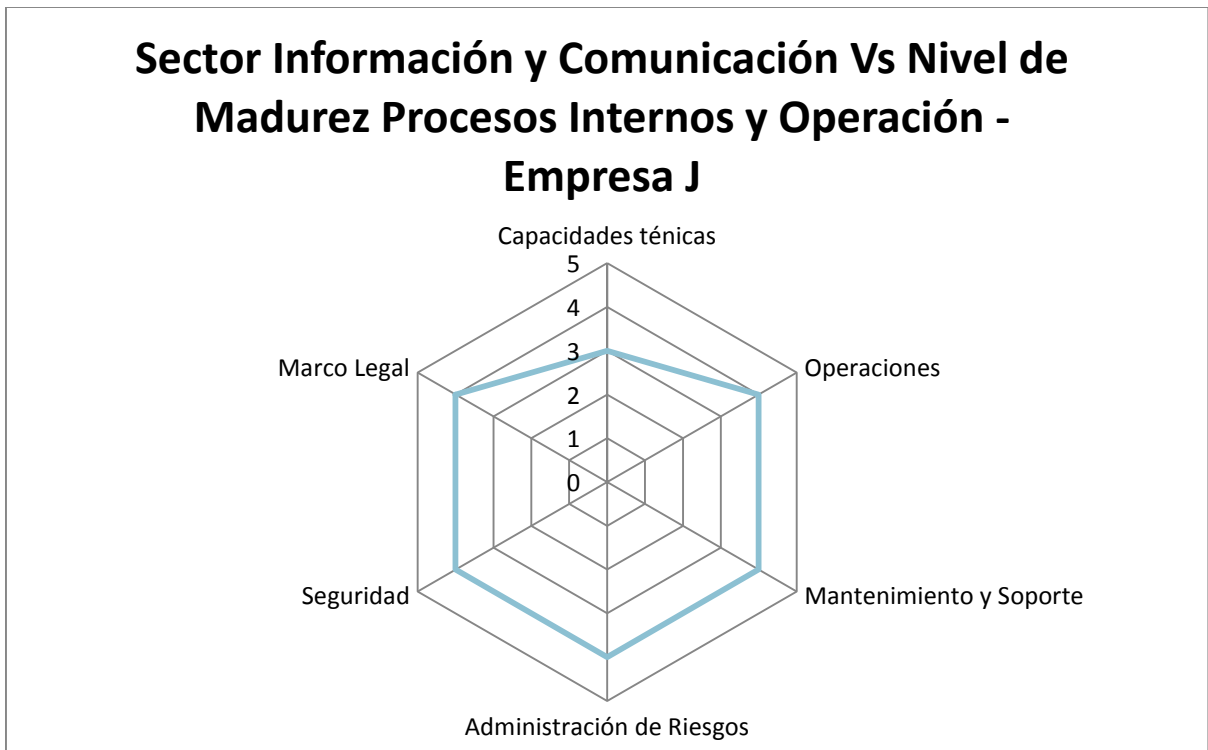 Sector Información y Comunicación Vs Nivel de
Madurez Procesos Internos y Operación -
Empresa J
Capacidades ténicas
5
4
3
2
1
0
Marco Legal
Operaciones
Seguridad
Mantenimiento y Soporte
Administración de Riesgos